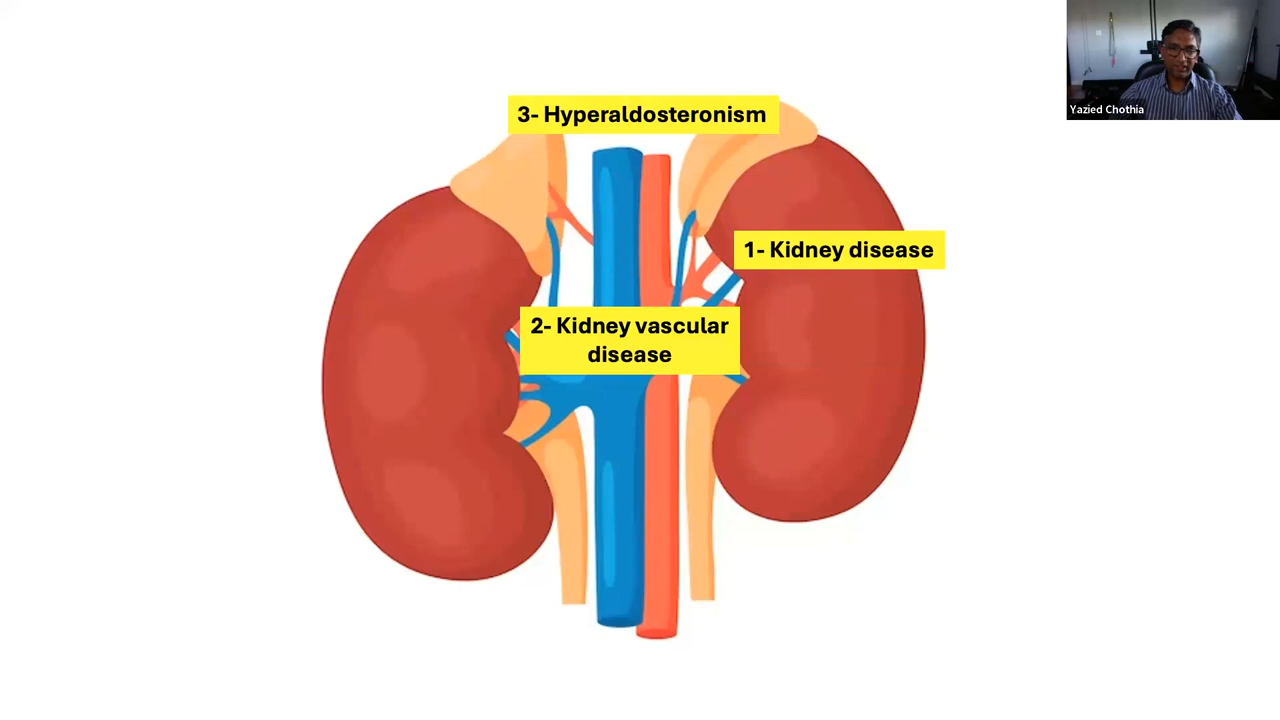 3- Hyperaldosteronism
1- Kidney disease
2- Kidney vascular
disease
Yazied Chothia